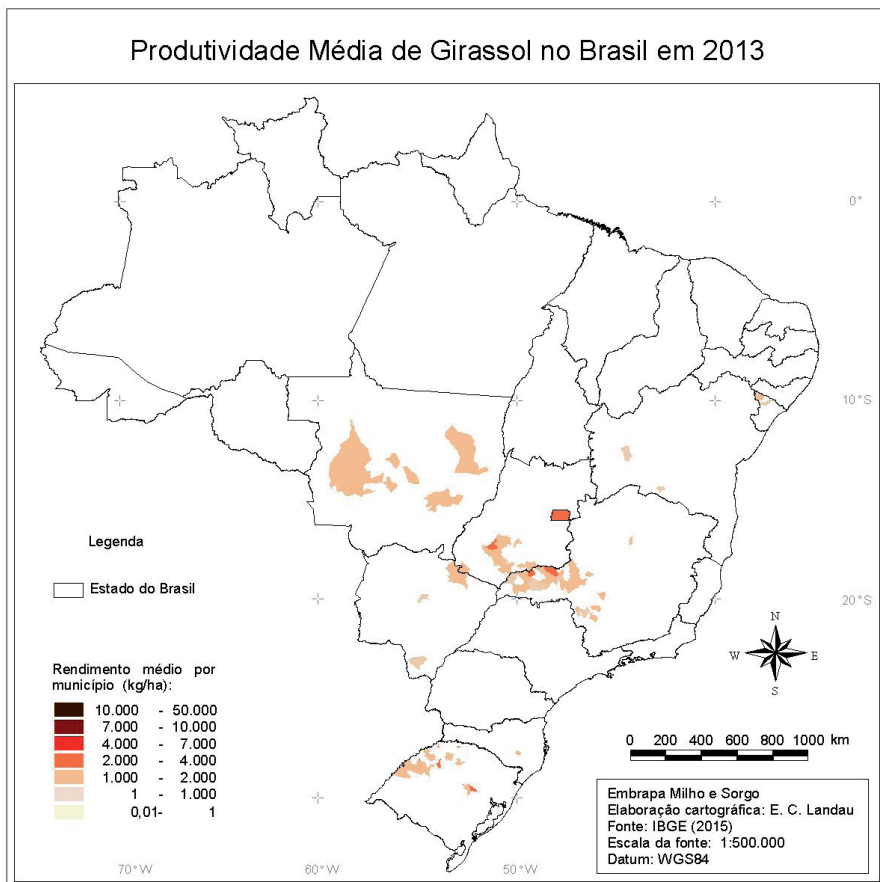 Produtividade Média de Girassol no Brasil em 2013
0°
10°S
Legenda
Estado do Brasil
20°S
N
W E
S
Rendimento médio por
município (kg/ha):
10.000 - 50.000
7.000 - 10.000
4.000 - 7.000
2.000 - 4.000
1.000 - 2.000
1 - 1.000
0,01- 1
0 200 400 600 800 1000 km
Embrapa Milho e Sorgo
Elaboração cartográfica: E. C. Landau
Fonte: IBGE (2015)
Escala da fonte: 1:500.000
Datum: WGS84
70°W 60°W 50°W